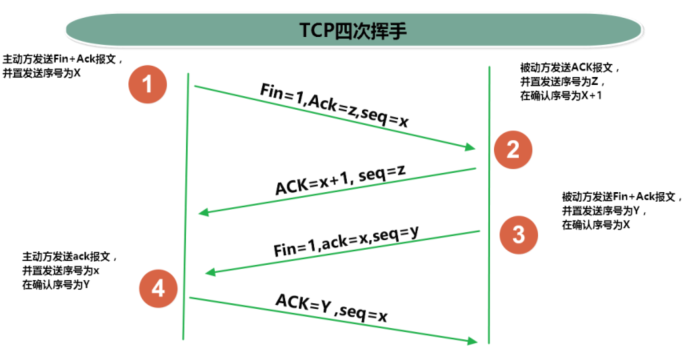 TCP四次挥手
主动方发送Fin+Ack报文，
并置发送序号为X
1
Fin=1,Ack=z,seq=x
被动方发送ACK报文，
并置发送序号为Z，
在确认序号为X+1
2
ACK=x+1, seq=z
被动方发送Fin+Ack报文，
并置发送序号为Y，
在确认序号为X
3
Fin=1,ack=x,seq=y
主动方发送ack报文，
并置发送序号为x
在确认序号为Y
4
ACK=Y ,seq=x